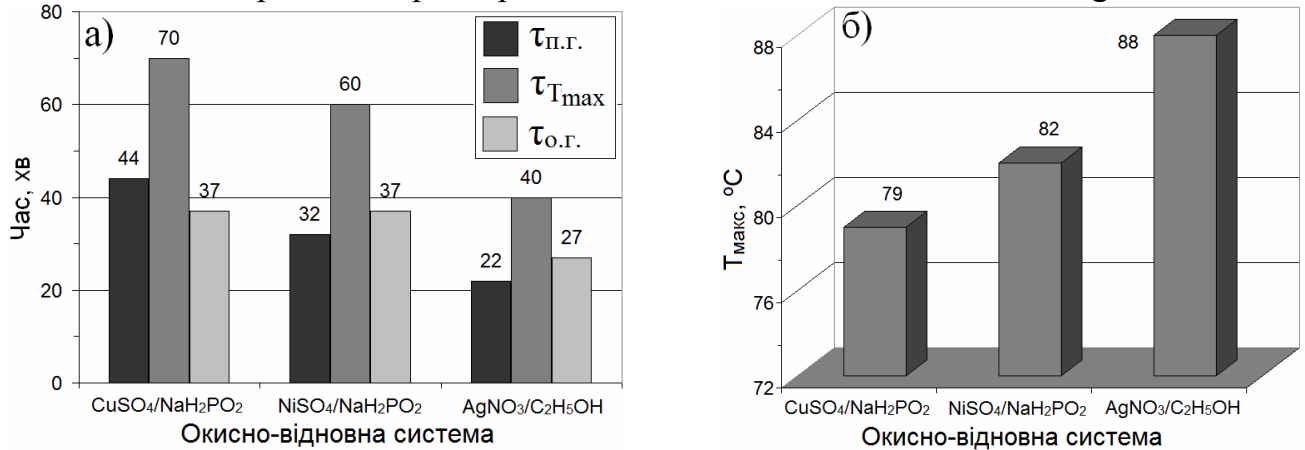 а)
τп.г.
τTmax
τо.г.
Час, хв
80
60
40
20
0
44
70
37
32
60
37
22
40
27
CuSO4/NaH2PO2
NiSO4/NaH2PO2
AgNO3/C2H5OH
Окисно-відновна система
б)
Tмакс, оС
88
84
80
76
72
79
82
88
CuSO4/NaH2PO2
NiSO4/NaH2PO2
AgNO3/C2H5OH
Окисно-відновна система